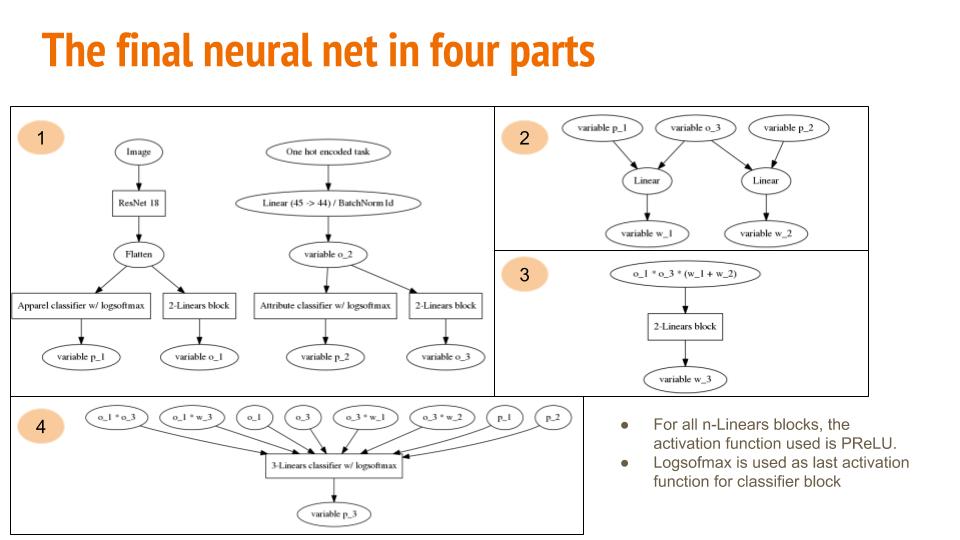 The final neural net in four parts
1
Image
One hot encoded task
ResNet 18
Linear (45 -> 44) / BatchNorm1d
Flatten
variable o_2
Apparel classifier w/ logsoftmax
2-Linears block
Attribute classifier w/ logsoftmax
2-Linears block
variable p_1
variable o_1
variable p_2
variable o_3
2
variable p_1
variable o_3
variable p_2
Linear
Linear
variable w_1
variable w_2
3
o_1 * o_3 * (w_1 + w_2)
2-Linears block
variable w_3
4
o_1 * o_3
o_1 * w_3
o_1
o_3
o_3 * w_1
o_3 * w_2
p_1
p_2
3-Linears classifier w/ logsoftmax
variable p_3
● For all n-Linears blocks, the
activation function used is PReLU.
● Logsofmax is used as last activation
function for classifier block